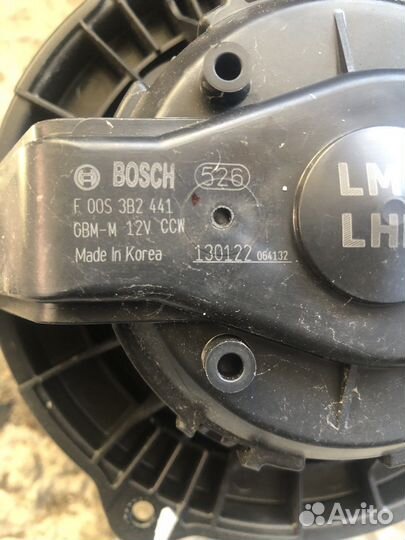 BOSCH 526
F 00S 3B2 441
GBM-M 12V CCW
Made In Korea 130122 064132
LM
LH
Avito